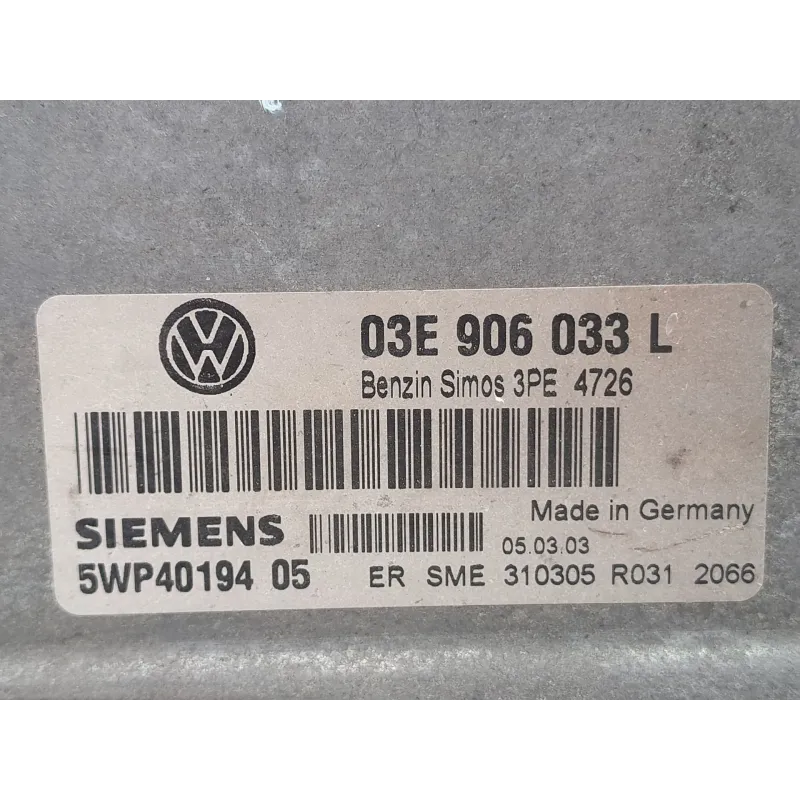 03E 906 033 L
Benzin Simos 3PE 4726
Made in Germany
SIEMENS
05.03.03
5WP40194 05 ER SME 310305 R031 2066